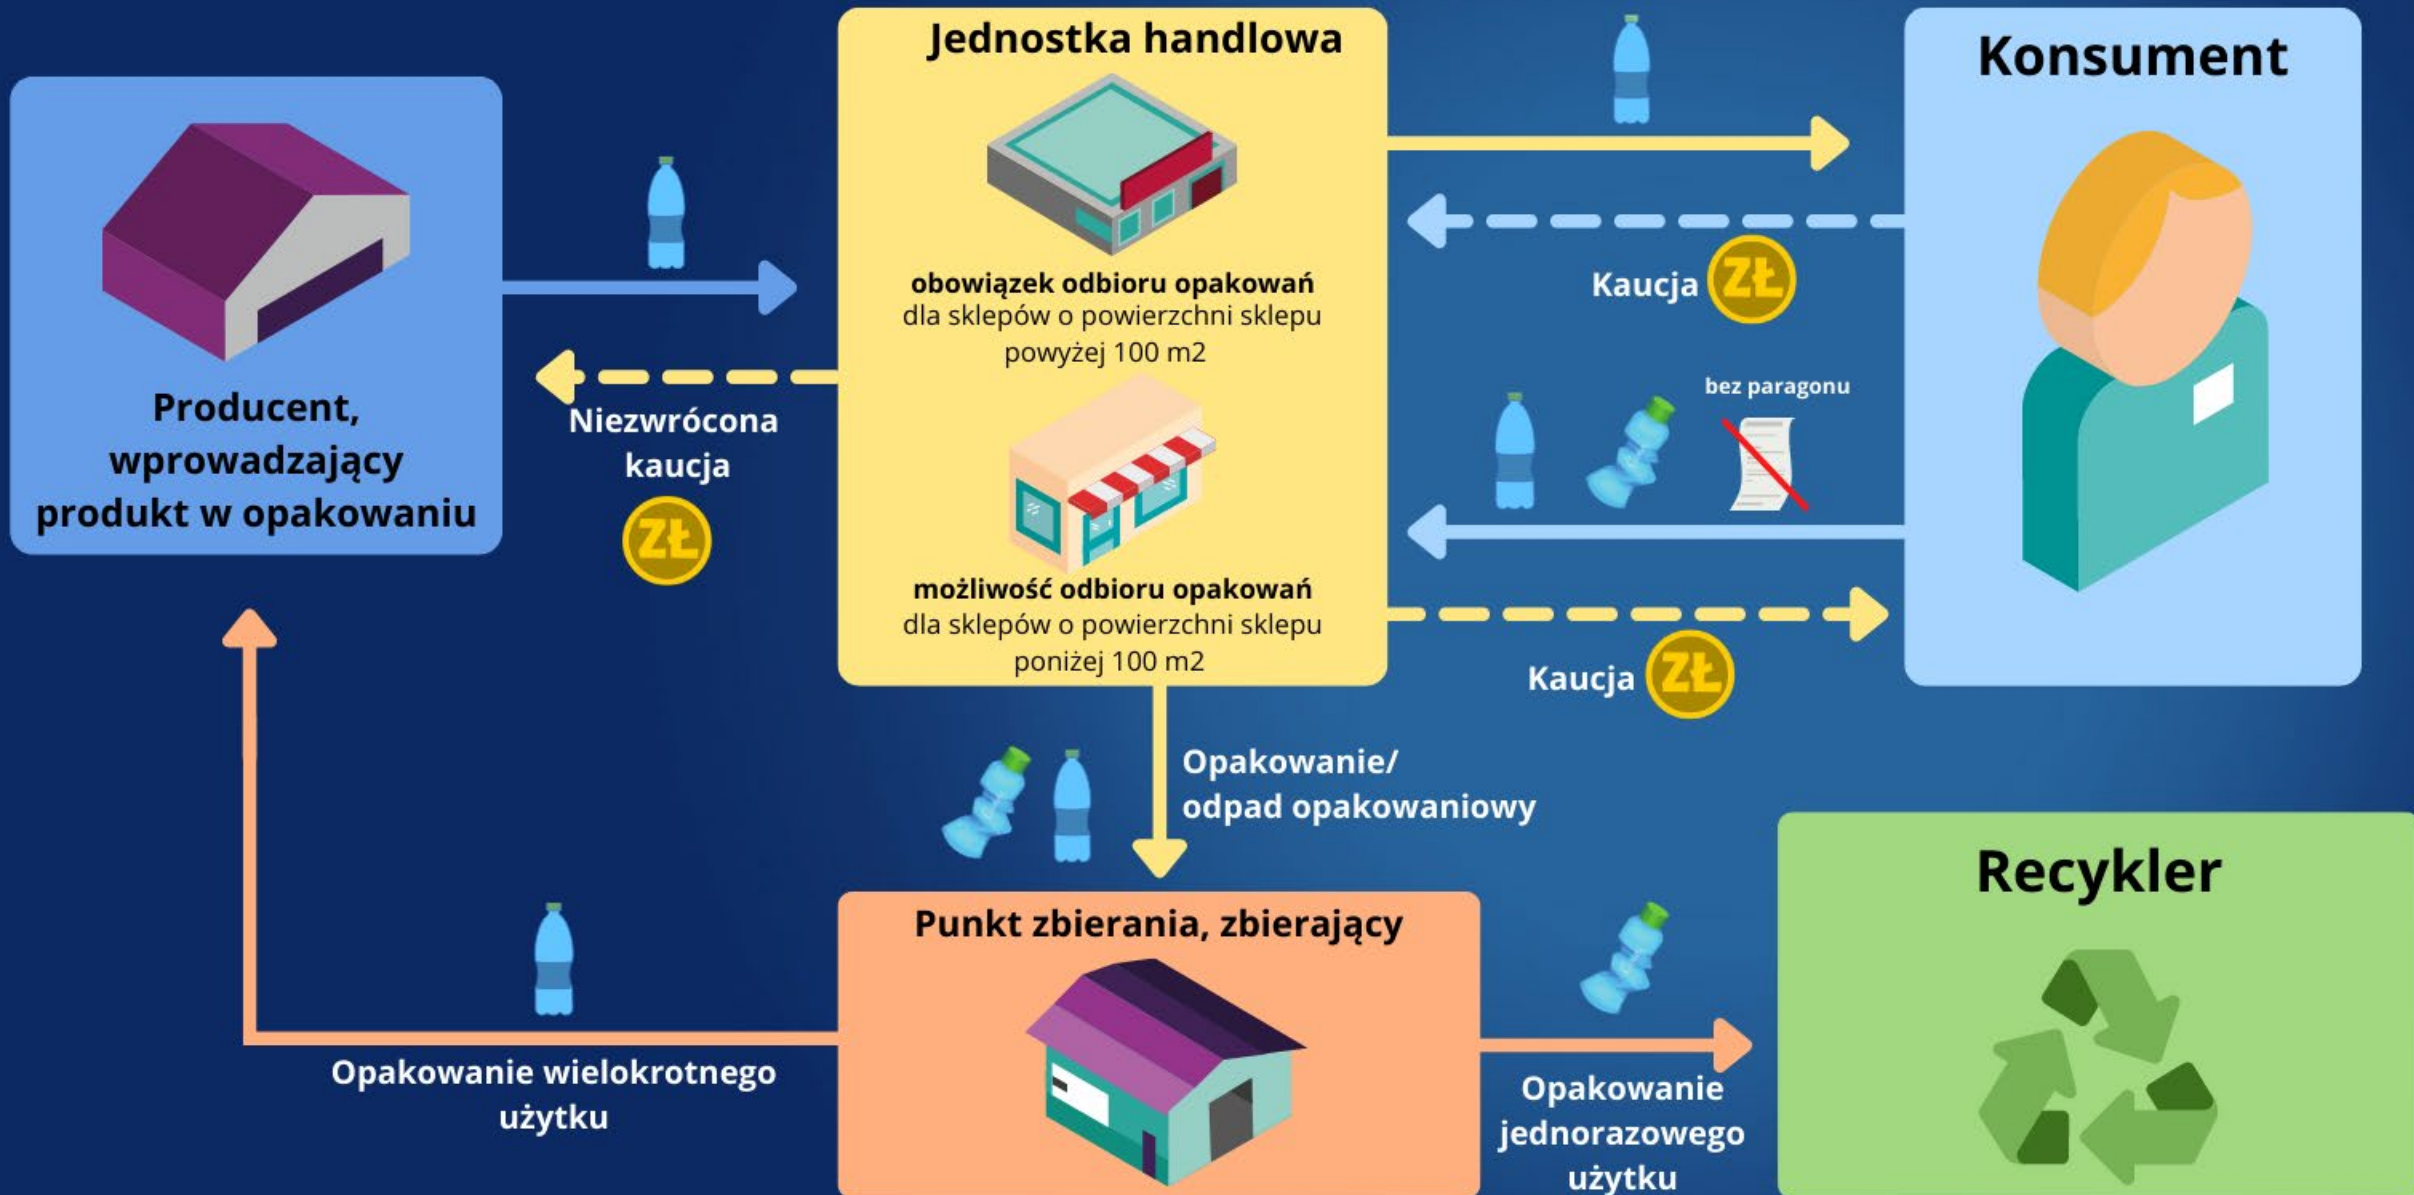 Jednostka handlowa
obowiązek odbioru opakowań
dla sklepów o powierzchni sklepu
powyżej 100 m2
możliwość odbioru opakowań
dla sklepów o powierzchni sklepu
poniżej 100 m2
Konsument
Producent,
wprowadzający
produkt w opakowaniu
Niezwrócona
kaucja
ZŁ
Kaucja ZŁ
bez paragonu
Kaucja ZŁ
Opakowanie/
odpad opakowaniowy
Punkt zbierania, zbierający
Recykler
Opakowanie wielokrotnego
użytku
Opakowanie
jednorazowego
użytku